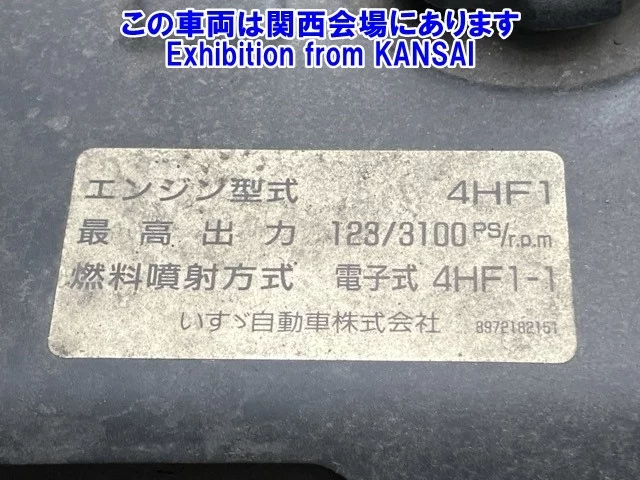 この車両は関西会場にあります
Exhibition from KANSAI
エンジン型式 4HF1
最高出力 123/3100 PS/r.p.m
燃料噴射方式 電子式 4HF1-1
いすゞ自動車株式会社 8972182151